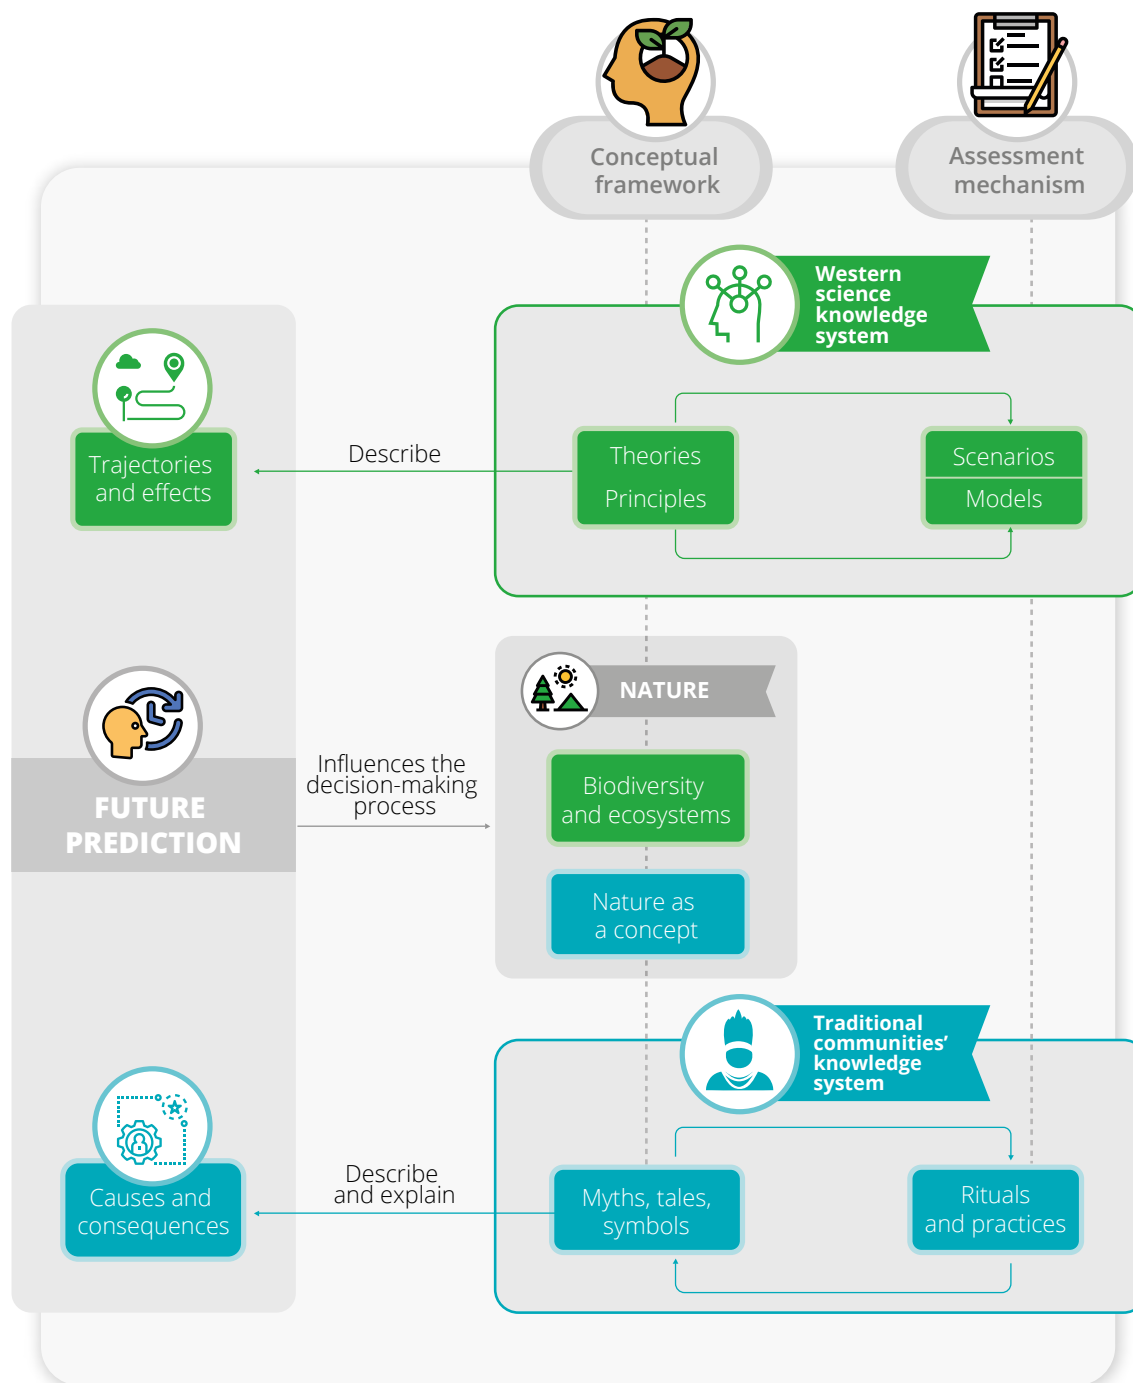 Conceptual
framework
Assessment
mechanism
Western
science
knowledge
system
Trajectories
and effects
Describe
Theories
Principles
Scenarios
Models
NATURE
Influences the
decision-making
process
FUTURE
PREDICTION
Biodiversity
and ecosystems
Nature as
a concept
Traditional
communities’
knowledge
system
Causes and
consequences
Describe
and explain
Myths, tales,
symbols
Rituals
and practices